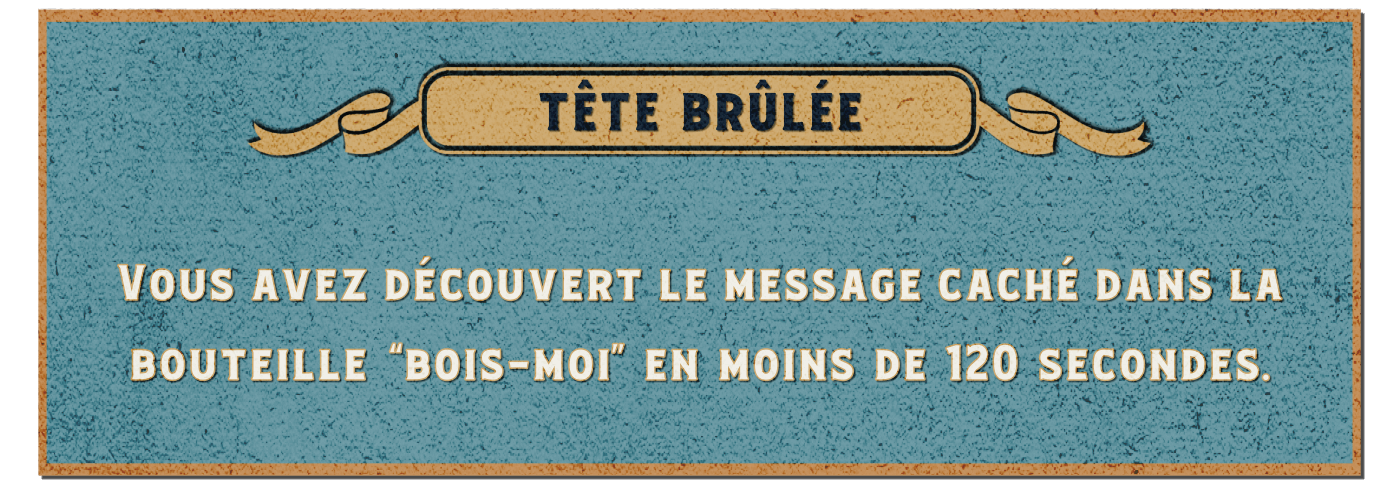 TÊTE BRÛLÉE
VOUS AVEZ DÉCOUVERT LE MESSAGE CACHÉ DANS LA
BOUTEILLE “BOIS-MOI” EN MOINS DE 120 SECONDES.